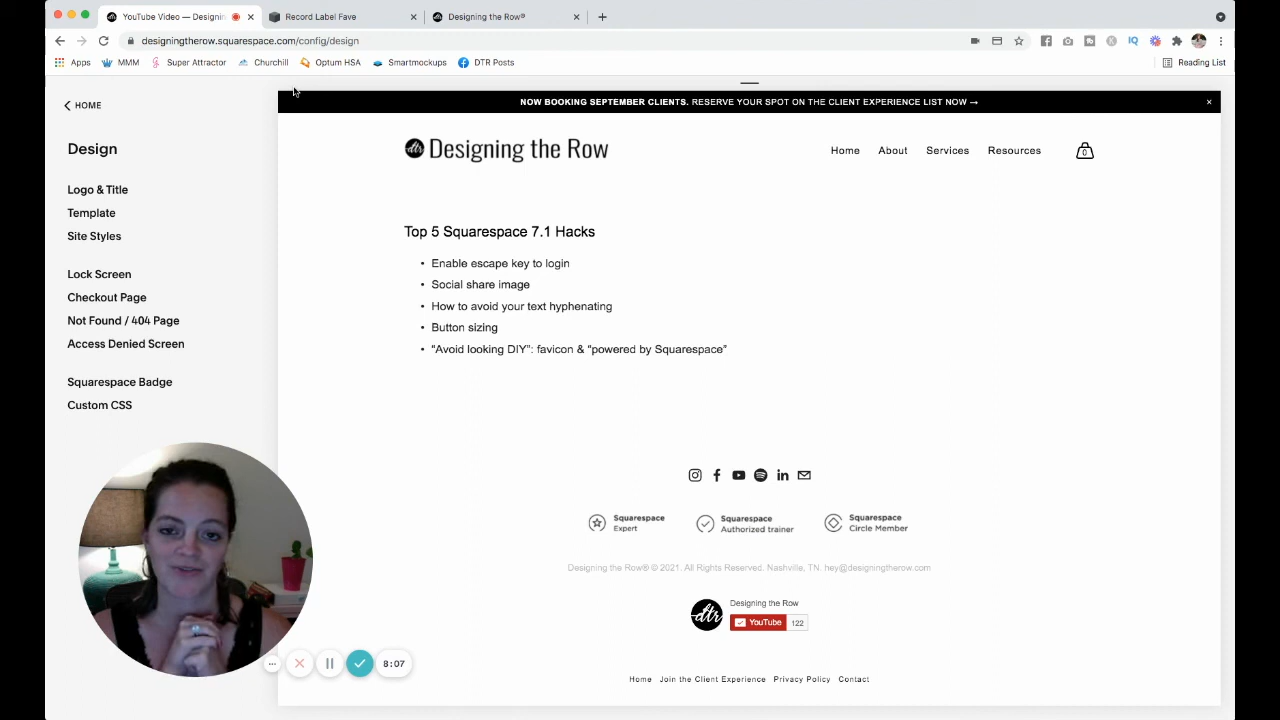 YouTube Video — Designin
Record Label Fave
Designing the Row®
designingtherow.squarespace.com/config/design
Apps
MMM
Super Attractor
Churchill
Optum HSA
Smartmockups
DTR Posts
Reading List
HOME
NOW BOOKING SEPTEMBER CLIENTS. RESERVE YOUR SPOT ON THE CLIENT EXPERIENCE LIST NOW →
Design
dtr Designing the Row
Home About Services Resources 0
Logo & Title
Template
Site Styles
Lock Screen
Checkout Page
Not Found / 404 Page
Access Denied Screen
Squarespace Badge
Custom CSS
Top 5 Squarespace 7.1 Hacks
• Enable escape key to login
• Social share image
• How to avoid your text hyphenating
• Button sizing
• “Avoid looking DIY”: favicon & “powered by Squarespace”
Squarespace Expert
Squarespace Authorized trainer
Squarespace Circle Member
Designing the Row® © 2021. All Rights Reserved. Nashville, TN. hey@designingtherow.com
dtr
Designing the Row
YouTube 122
8:07
Home Join the Client Experience Privacy Policy Contact